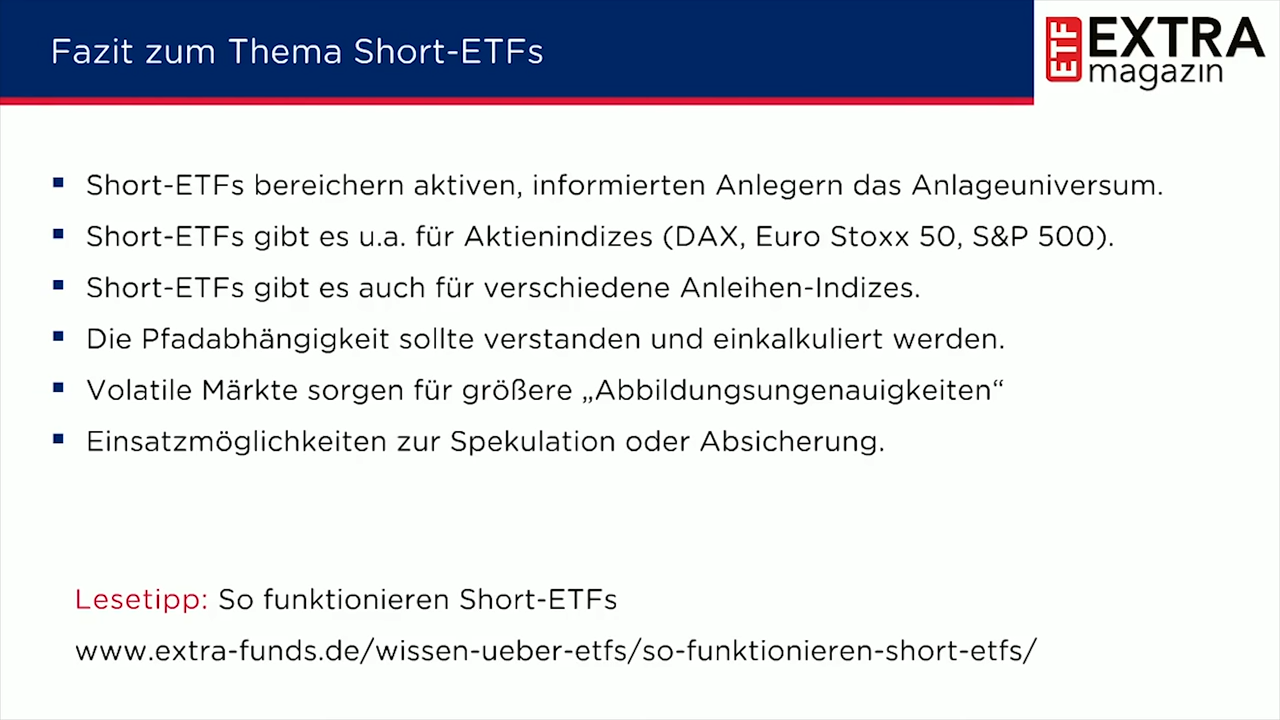 Fazit zum Thema Short-ETFs
ETF EXTRA
magazin
Short-ETFs bereichern aktiven, informierten Anlegern das Anlageuniversum.
Short-ETFs gibt es u.a. für Aktienindizes (DAX, Euro Stoxx 50, S&P 500).
Short-ETFs gibt es auch für verschiedene Anleihen-Indizes.
Die Pfadabhängigkeit sollte verstanden und einkalkuliert werden.
Volatile Märkte sorgen für größere „Abbildungsungenauigkeiten“
Einsatzmöglichkeiten zur Spekulation oder Absicherung.
Lesetipp: So funktionieren Short-ETFs
www.extra-funds.de/wissen-ueber-etfs/so-funktionieren-short-etfs/